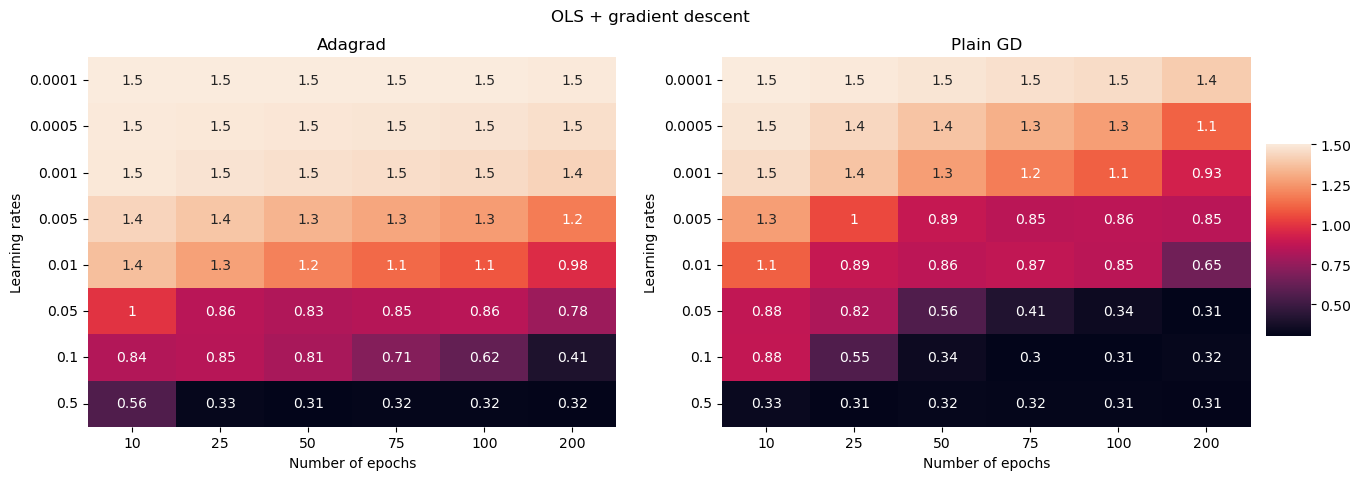 OLS + gradient descent
Adagrad
Learning rates
0.0001 1.5 1.5 1.5 1.5 1.5 1.5
0.0005 1.5 1.5 1.5 1.5 1.5 1.5
0.001 1.5 1.5 1.5 1.5 1.5 1.4
0.005 1.4 1.4 1.3 1.3 1.3 1.2
0.01 1.4 1.3 1.2 1.1 1.1 0.98
0.05 1 0.86 0.83 0.85 0.86 0.78
0.1 0.84 0.85 0.81 0.71 0.62 0.41
0.5 0.56 0.33 0.31 0.32 0.32 0.32
10 25 50 75 100 200
Number of epochs
Plain GD
Learning rates
0.0001 1.5 1.5 1.5 1.5 1.5 1.4
0.0005 1.5 1.4 1.4 1.3 1.3 1.1
0.001 1.5 1.4 1.3 1.2 1.1 0.93
0.005 1.3 1 0.89 0.85 0.86 0.85
0.01 1.1 0.89 0.86 0.87 0.85 0.65
0.05 0.88 0.82 0.56 0.41 0.34 0.31
0.1 0.88 0.55 0.34 0.3 0.31 0.32
0.5 0.33 0.31 0.32 0.32 0.31 0.31
10 25 50 75 100 200
Number of epochs
1.50
1.25
1.00
0.75
0.50